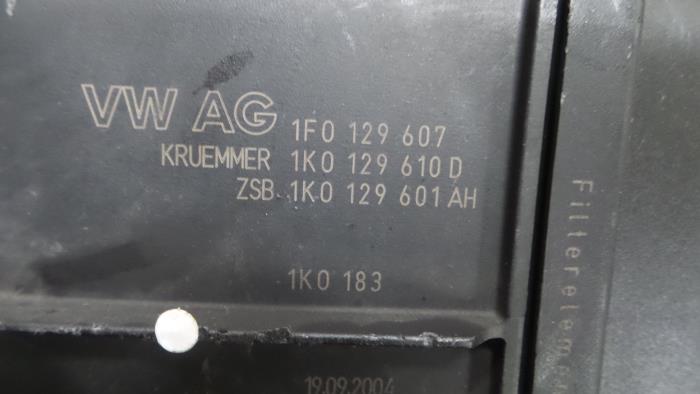 VW AG 1F0 129 607
KRUEMMER 1K0 129 610 D
ZSB 1K0 129 601 AH
1K0 183
19.09.2004